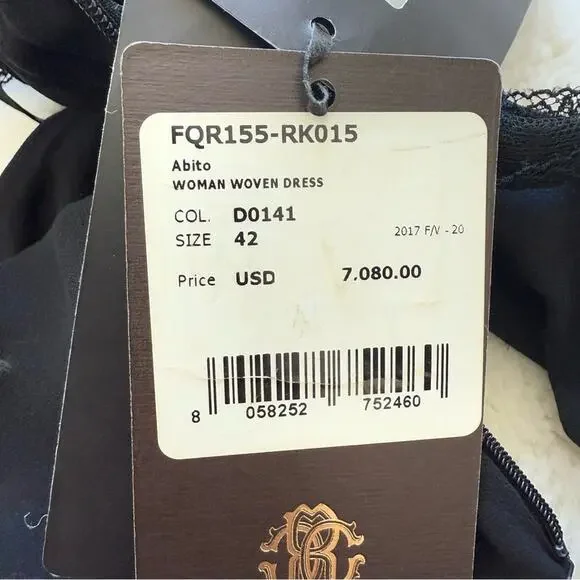 FQR155-RK015
Abito
WOMAN WOVEN DRESS
COL. D0141
SIZE 42 2017 F/V - 20
Price USD 7.080.00
8 058252 752460